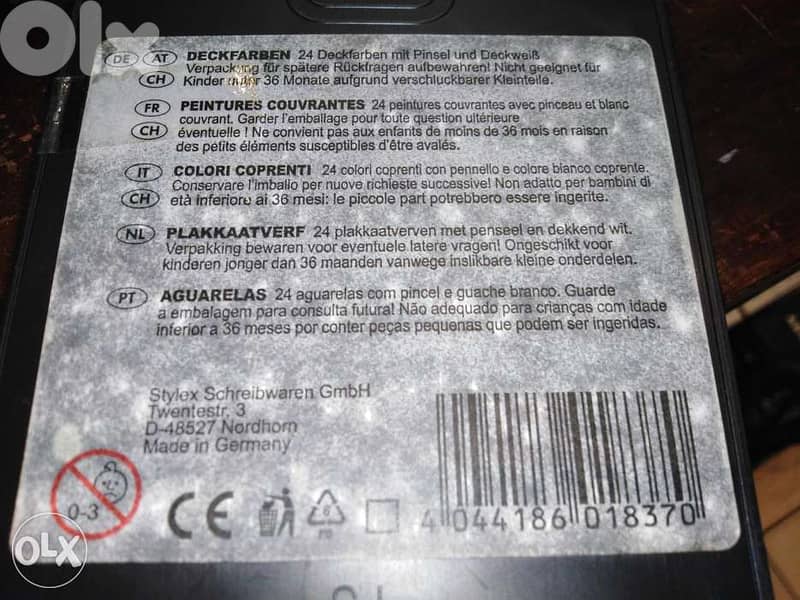 OLX
DE AT DECKFARBEN 24 Deckfarben mit Pinsel und Deckweiß
Verpackung für spätere Rückfragen aufbewahren! Nicht geeignet für
CH Kinder unter 36 Monate aufgrund verschluckbarer Kleinteile.
FR PEINTURES COUVRANTES 24 peintures couvrantes avec pinceau et blanc
couvrant. Garder l'emballage pour toute question ultérieure
CH éventuelle ! Ne convient pas aux enfants de moins de 36 mois en raison
des petits éléments susceptibles d'être avalés.
IT COLORI COPRENTI 24 colori coprenti con pennello e colore bianco coprente.
Conservare l'imballo per nuove richieste successive! Non adatto per bambini di
CH età inferiore ai 36 mesi: le piccole part potrebbero essere ingerite.
NL PLAKKAATVERF 24 plakkaatverven met penseel en dekkend wit.
Verpakking bewaren voor eventuele latere vragen! Ongeschikt voor
kinderen jonger dan 36 maanden vanwege inslikbare kleine onderdelen.
PT AGUARELAS 24 aguarelas com pincel e guache branco. Guarde
a embalagem para consulta futura! Não adequado para crianças com idade
inferior a 36 meses por conter peças pequenas que podem ser ingeridas.
Stylex Schreibwaren GmbH
Twentestr. 3
D-48527 Nordhorn
Made in Germany
0-3
CE
4 044186 018370
OLX